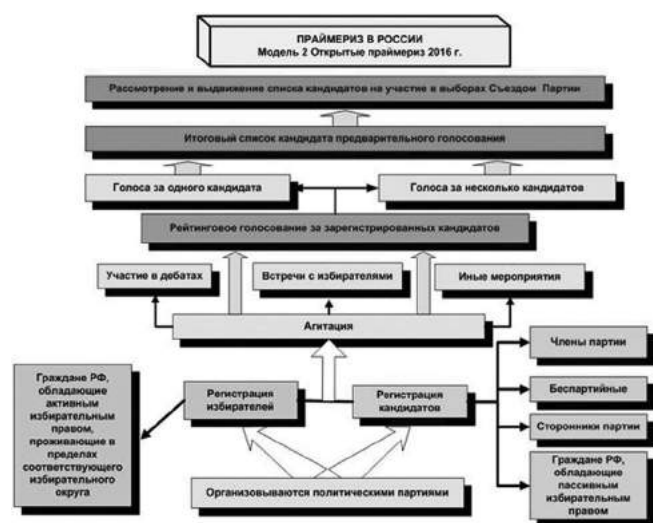 ПРАЙМЕРИЗ В РОССИИ
Модель 2 Открытые праймериз 2016 г.
Рассмотрение и выдвижение списка кандидатов на участие в выборах Съездом Партии
Итоговый список кандидата предварительного голосования
Голоса за одного кандидата
Голоса за несколько кандидатов
Рейтинговое голосование за зарегистрированных кандидатов
Участие в дебатах
Встречи с избирателями
Иные мероприятия
Агитация
Граждане РФ,
обладающие
активным
избирательным
правом,
проживающие в
пределах
соответствующего
избирательного
округа
Регистрация
избирателей
Регистрация
кандидатов
Члены партии
Беспартийные
Сторонники партии
Граждане РФ,
обладающие
пассивным
избирательным
правом
Организовываются политическими партиями